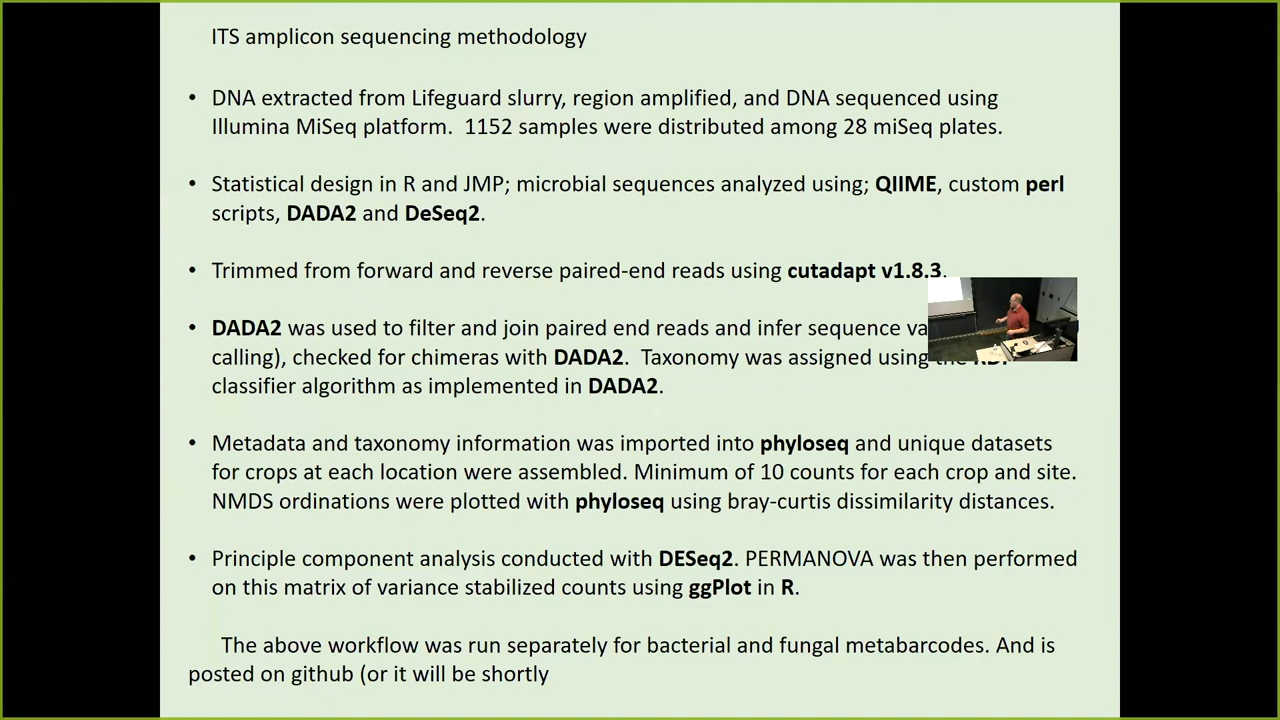 ITS amplicon sequencing methodology
• DNA extracted from Lifeguard slurry, region amplified, and DNA sequenced using
Illumina MiSeq platform.  1152 samples were distributed among 28 miSeq plates.
• Statistical design in R and JMP; microbial sequences analyzed using; QIIME, custom perl
scripts, DADA2 and DeSeq2.
• Trimmed from forward and reverse paired-end reads using cutadapt v1.8.3.
• DADA2 was used to filter and join paired end reads and infer sequence
calling), checked for chimeras with DADA2.  Taxonomy was assigned using
classifier algorithm as implemented in DADA2.
• Metadata and taxonomy information was imported into phyloseq and unique datasets
for crops at each location were assembled. Minimum of 10 counts for each crop and site.
NMDS ordinations were plotted with phyloseq using bray-curtis dissimilarity distances.
• Principle component analysis conducted with DESeq2. PERMANOVA was then performed
on this matrix of variance stabilized counts using ggPlot in R.
The above workflow was run separately for bacterial and fungal metabarcodes. And is
posted on github (or it will be shortly